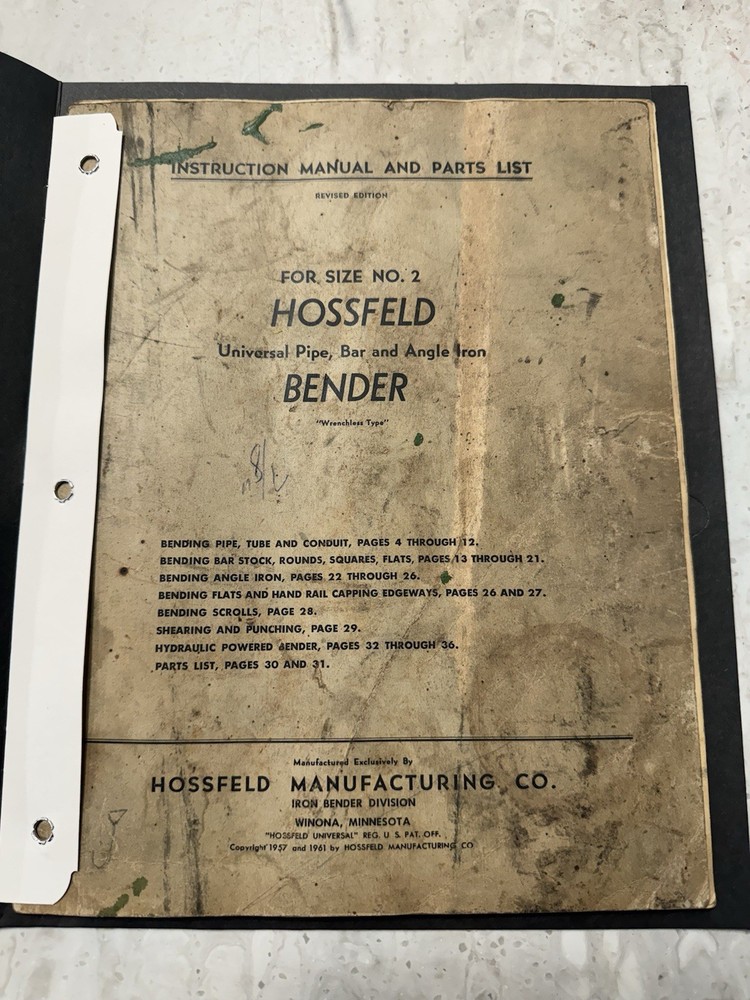 INSTRUCTION MANUAL AND PARTS LIST
REVISED EDITION
FOR SIZE NO. 2
HOSSFELD
Universal Pipe, Bar and Angle Iron
BENDER
"Wrenchless Type"
BENDING PIPE, TUBE AND CONDUIT, PAGES 4 THROUGH 12.
BENDING BAR STOCK, ROUNDS, SQUARES, FLATS, PAGES 13 THROUGH 21.
BENDING ANGLE IRON, PAGES 22 THROUGH 26.
BENDING FLATS AND HAND RAIL CAPPING EDGEWAYS, PAGES 26 AND 27.
BENDING SCROLLS, PAGE 28.
SHEARING AND PUNCHING, PAGE 29.
HYDRAULIC POWERED BENDER, PAGES 32 THROUGH 36.
PARTS LIST, PAGES 30 AND 31.
Manufactured Exclusively By
HOSSFELD MANUFACTURING CO.
IRON BENDER DIVISION
WINONA, MINNESOTA
"HOSSFELD UNIVERSAL" REG. U. S. PAT. OFF.
Copyright 1957 and 1961 by HOSSFELD MANUFACTURING CO